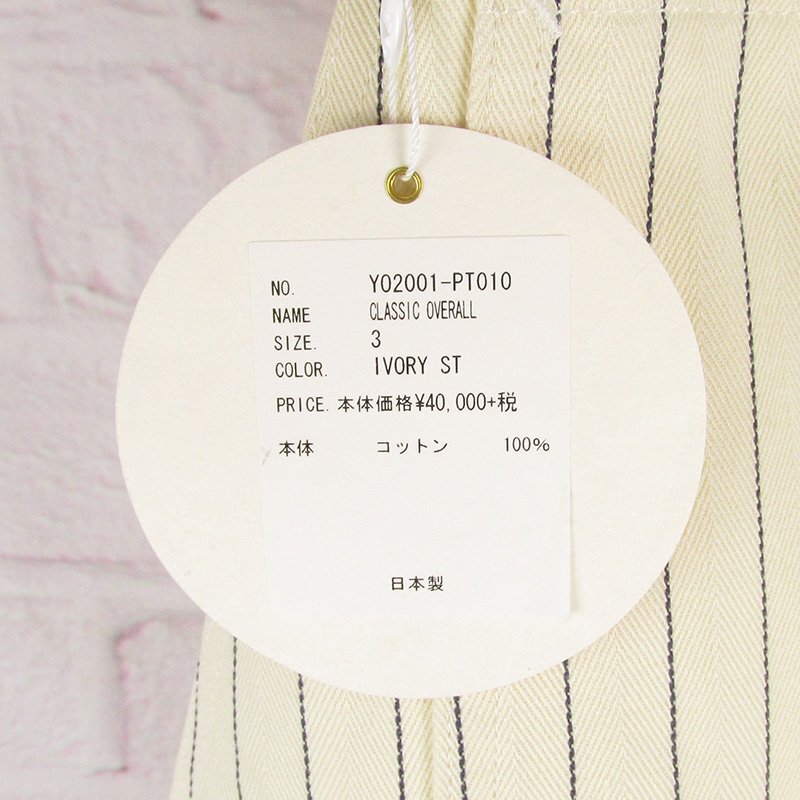 NO. Y02001-PT010
NAME CLASSIC OVERALL
SIZE. 3
COLOR. IVORY ST
PRICE. 本体価格¥40,000+税
本体 コットン 100%
日本製